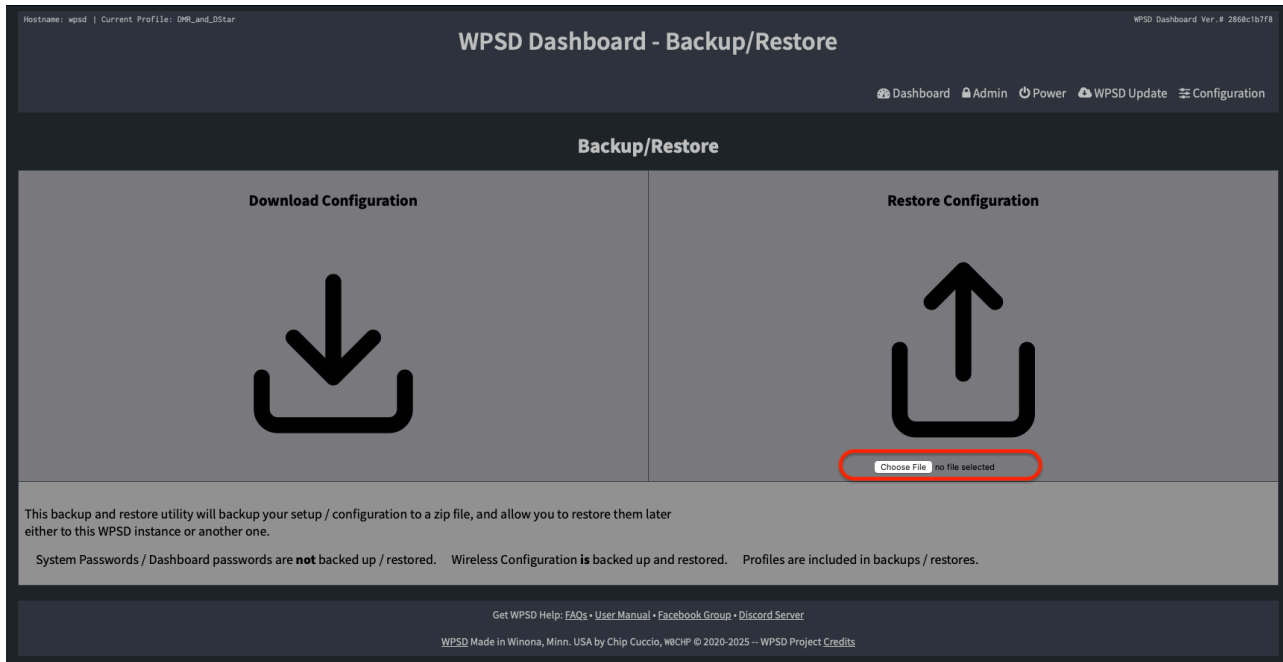 Hostname: wpsd | Current Profile: DMR_and_DStar
WPSD Dashboard Ver.# 2860c1b7f8
WPSD Dashboard - Backup/Restore
Dashboard Admin Power WPSD Update Configuration
Backup/Restore
Download Configuration
Restore Configuration
Choose File no file selected
This backup and restore utility will backup your setup / configuration to a zip file, and allow you to restore them later
either to this WPSD instance or another one.
System Passwords / Dashboard passwords are not backed up / restored. Wireless Configuration is backed up and restored. Profiles are included in backups / restores.
Get WPSD Help: FAQs • User Manual • Facebook Group • Discord Server
WPSD Made in Winona, Minn. USA by Chip Cuccio, W0CHP © 2020-2025 -- WPSD Project Credits